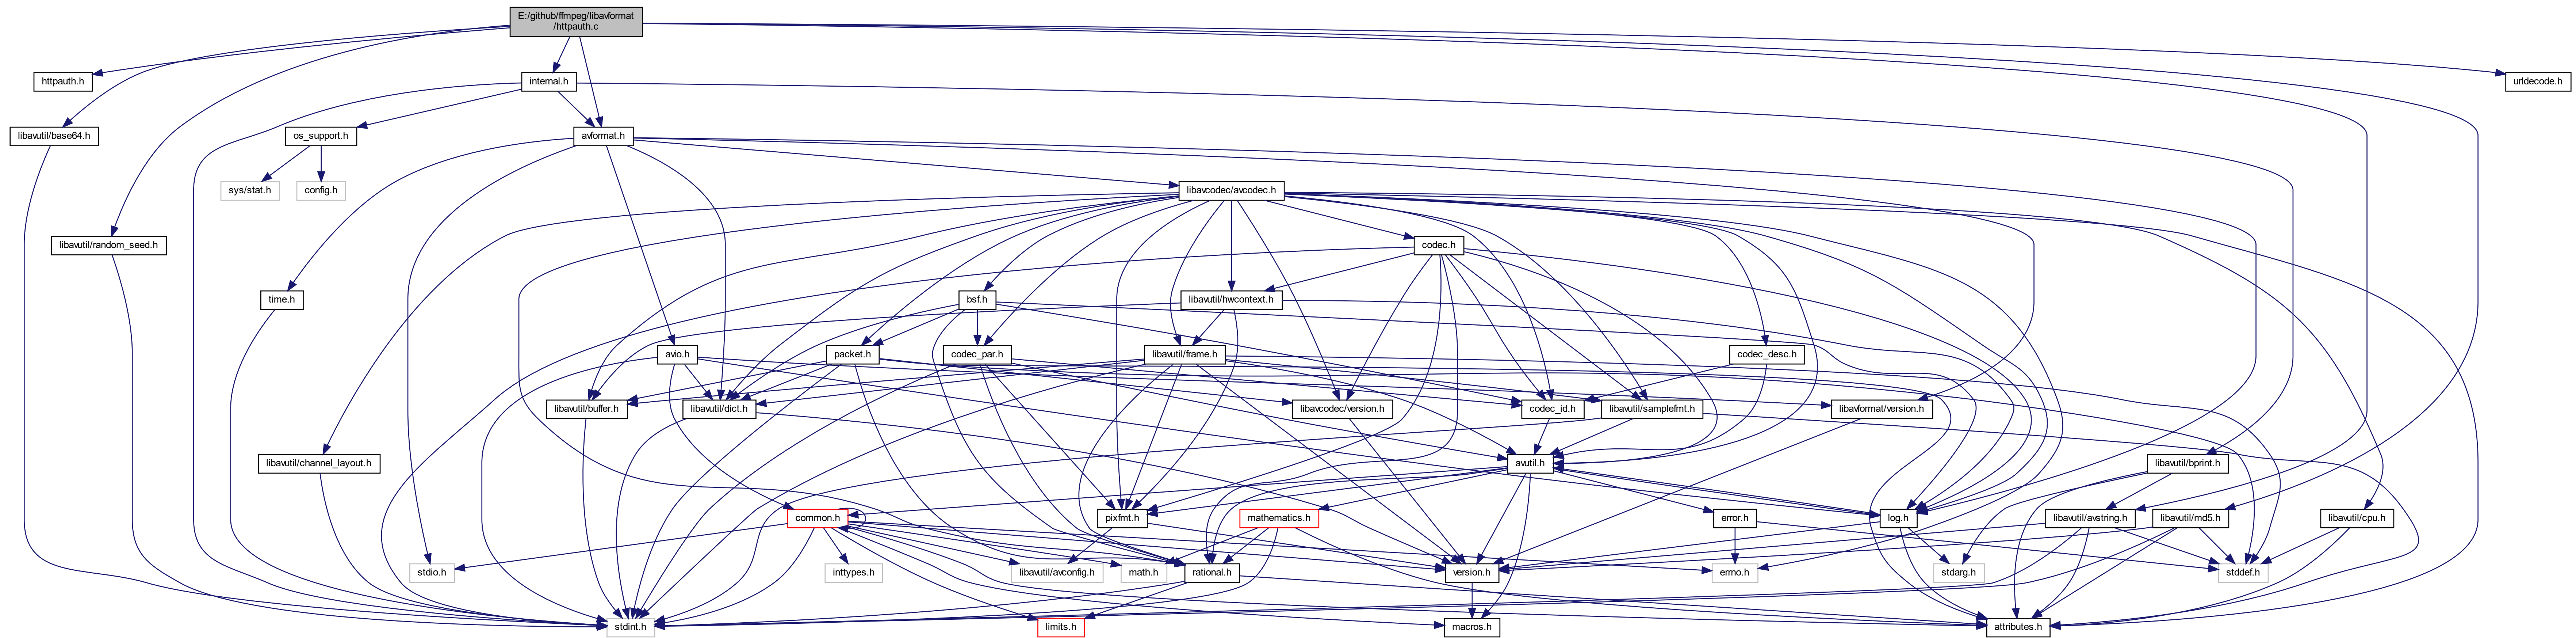 E:/github/ffmpeg/libavformat
/httpauth.c
httpauth.h
internal.h
urldecode.h
libavutil/base64.h
os_support.h
avformat.h
sys/stat.h
config.h
libavcodec/avcodec.h
libavutil/random_seed.h
codec.h
time.h
bsf.h
libavutil/hwcontext.h
avio.h
packet.h
codec_par.h
libavutil/frame.h
codec_desc.h
libavutil/buffer.h
libavutil/dict.h
libavcodec/version.h
codec_id.h
libavutil/samplefmt.h
libavformat/version.h
libavutil/channel_layout.h
avutil.h
libavutil/bprint.h
common.h
pixfmt.h
mathematics.h
error.h
log.h
libavutil/avstring.h
libavutil/md5.h
libavutil/cpu.h
stdio.h
inttypes.h
libavutil/avconfig.h
math.h
rational.h
version.h
errno.h
stdarg.h
stddef.h
stdint.h
limits.h
macros.h
attributes.h